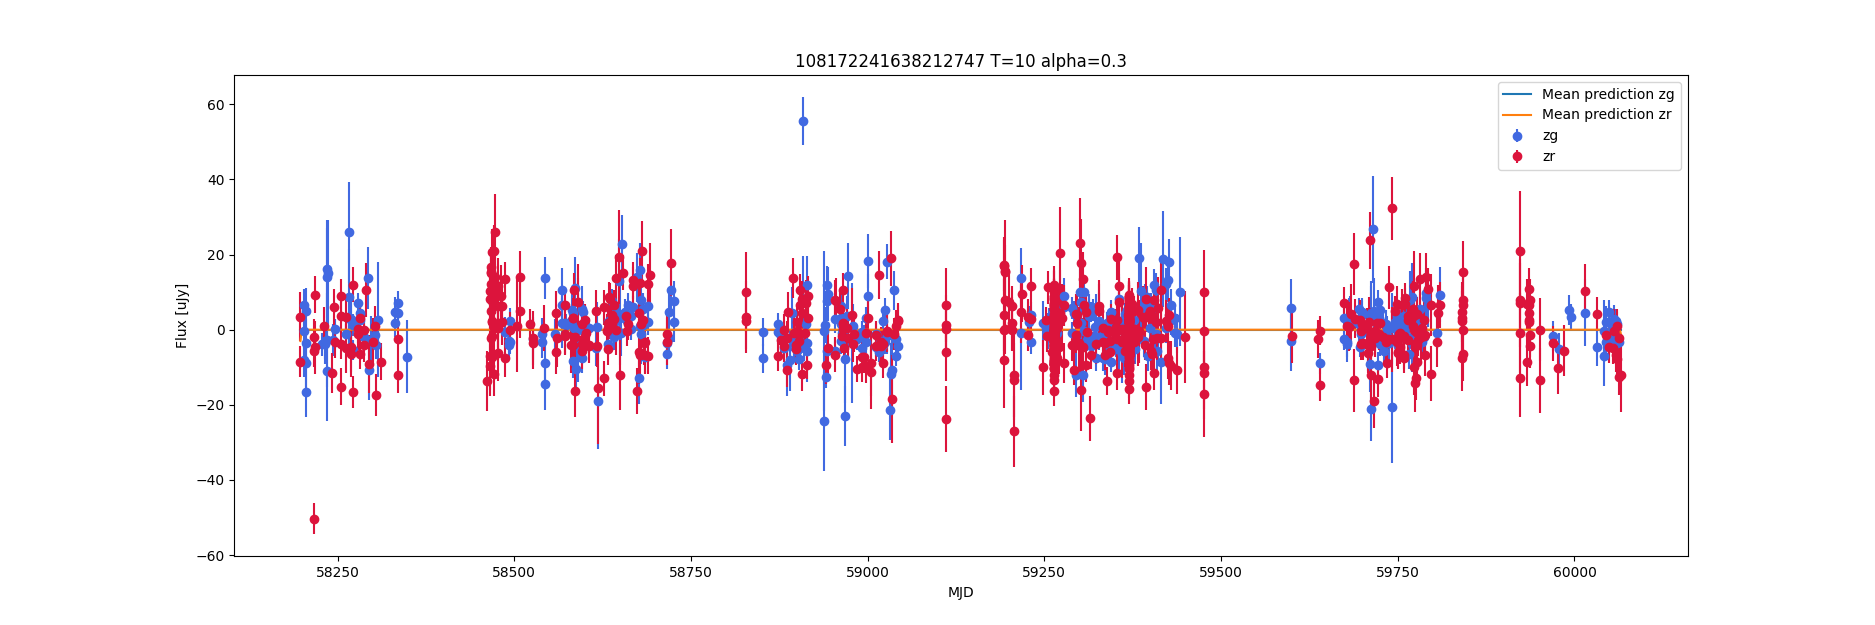 108172241638212747 T=10 alpha=0.3
Flux [uJy]
60
40
20
0
−20
−40
−60
Mean prediction zg
Mean prediction zr
zg
zr
58250
58500
58750
59000
59250
59500
59750
60000
MJD